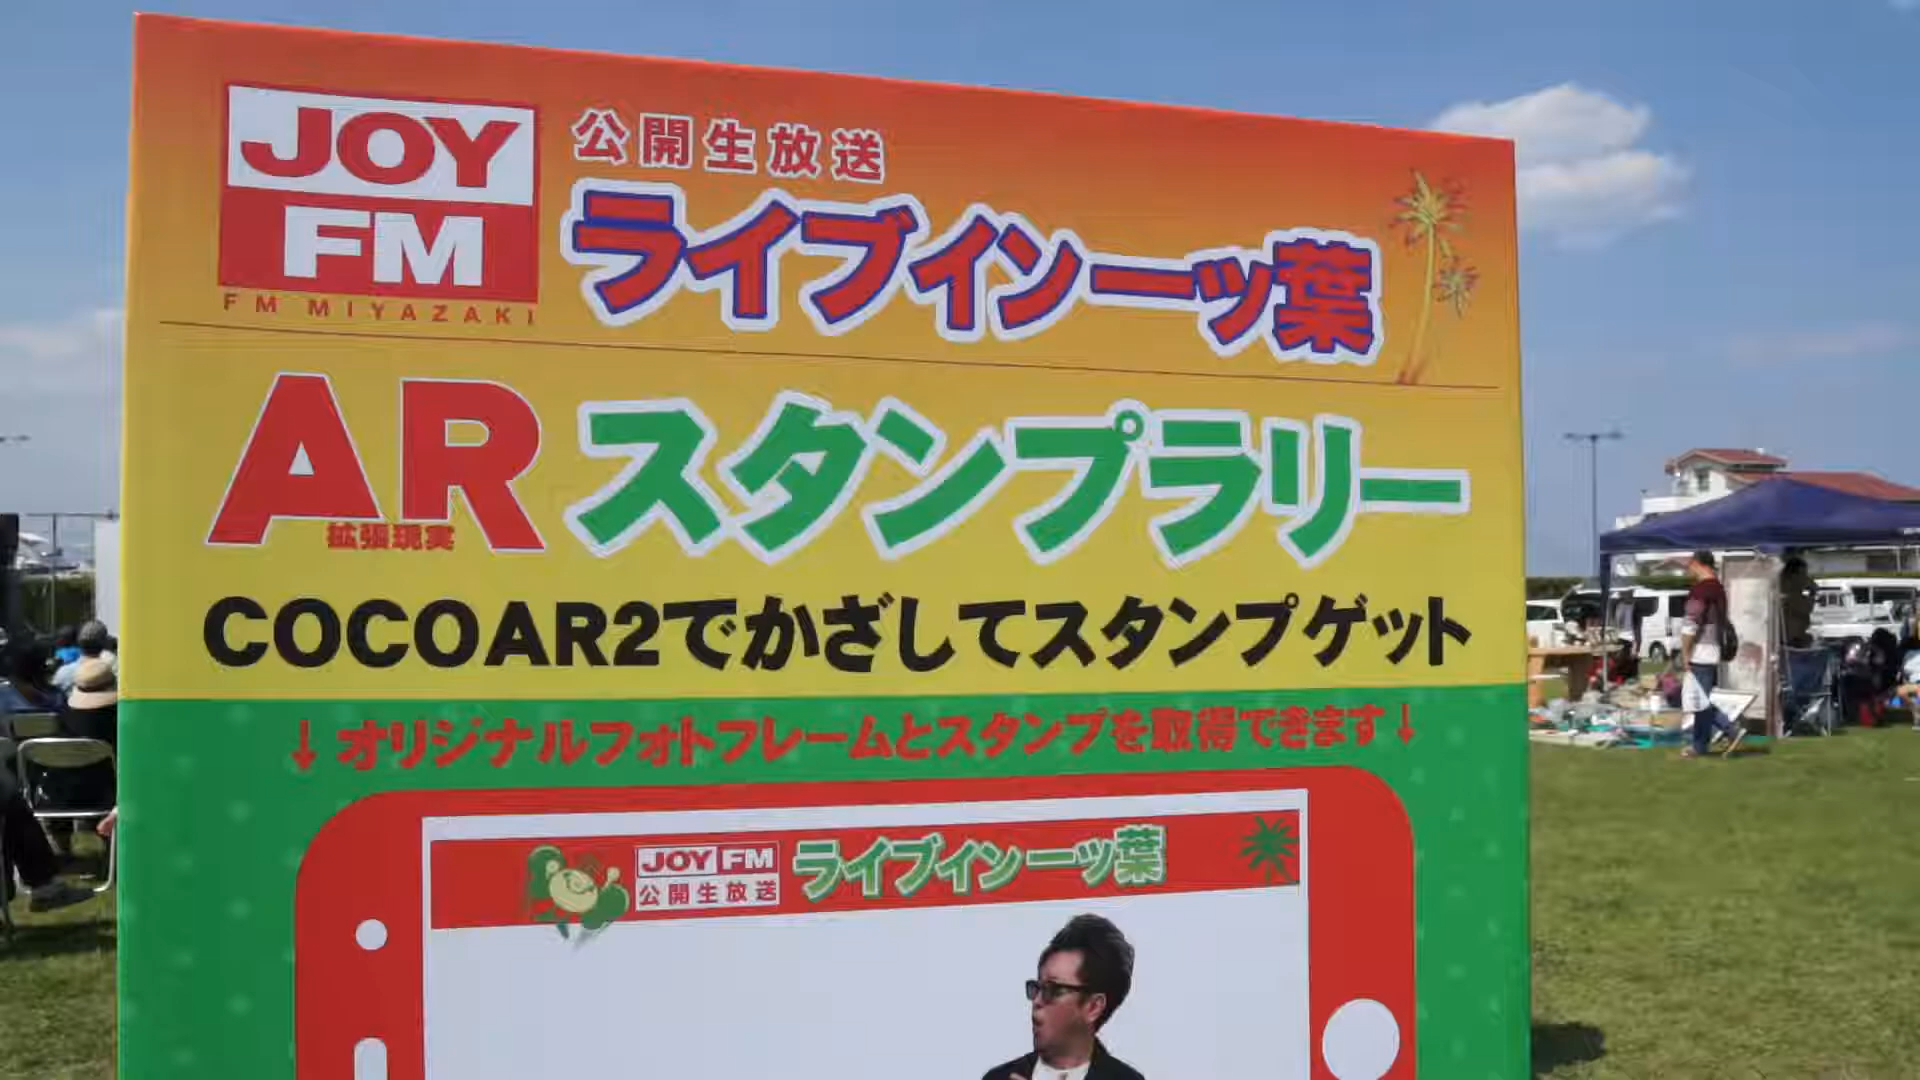 JOY
FM
FM MIYAZAKI
公開生放送
ライブイン一ツ葉
AR
拡張現実
スタンプラリー
COCOAR2でかざしてスタンプゲット
↓オリジナルフォトフレームとスタンプを取得できます↓
JOY FM
公開生放送
ライブイン一ツ葉